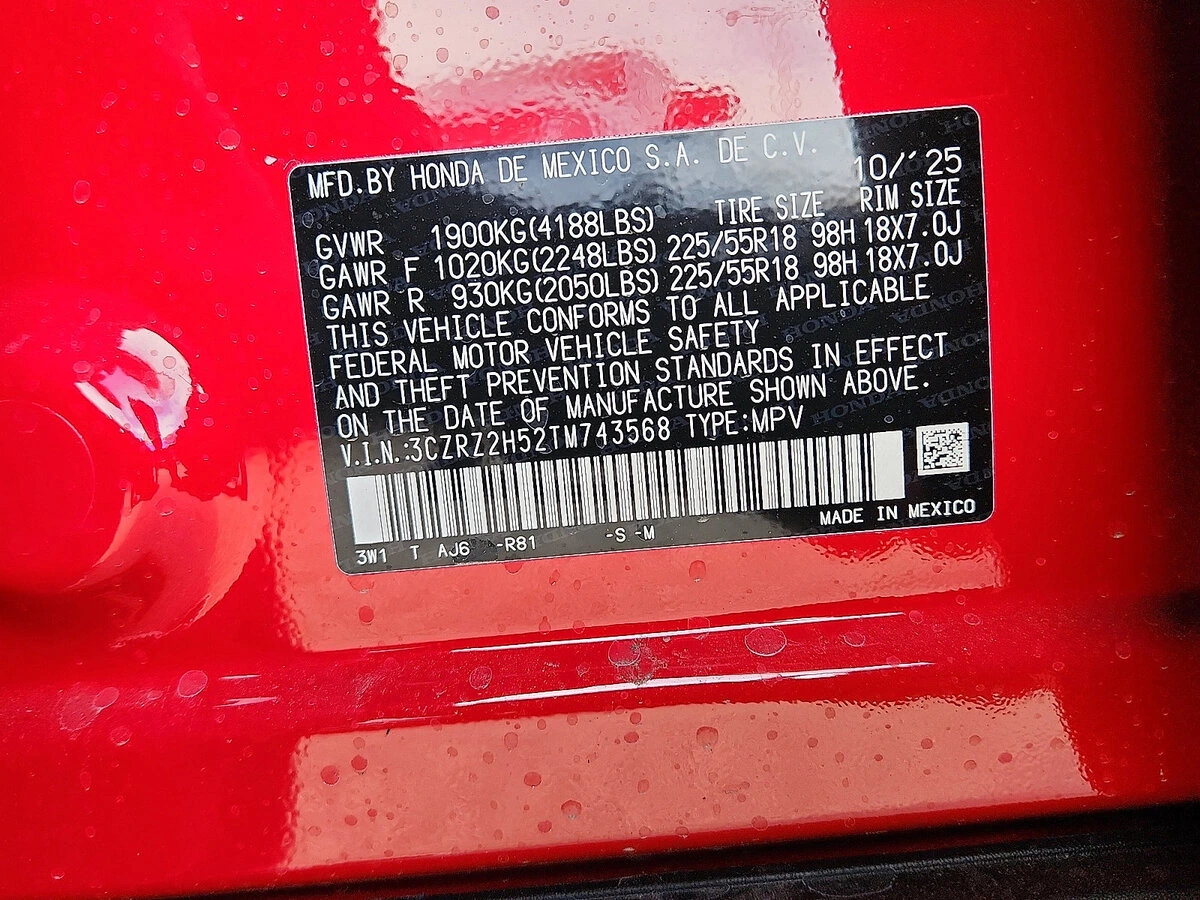 MFD.BY HONDA DE MEXICO S.A. DE C.V.
10/'25
TIRE SIZE RIM SIZE
GVWR 1900KG(4188LBS)
GAWR F 1020KG(2248LBS) 225/55R18 98H 18X7.0J
GAWR R 930KG(2050LBS) 225/55R18 98H 18X7.0J
THIS VEHICLE CONFORMS TO ALL APPLICABLE
FEDERAL MOTOR VEHICLE SAFETY
AND THEFT PREVENTION STANDARDS IN EFFECT
ON THE DATE OF MANUFACTURE SHOWN ABOVE.
V.I.N.:3CZRZ2H52TM743568 TYPE:MPV
MADE IN MEXICO
3W1 T AJ6 -R81 -S -M